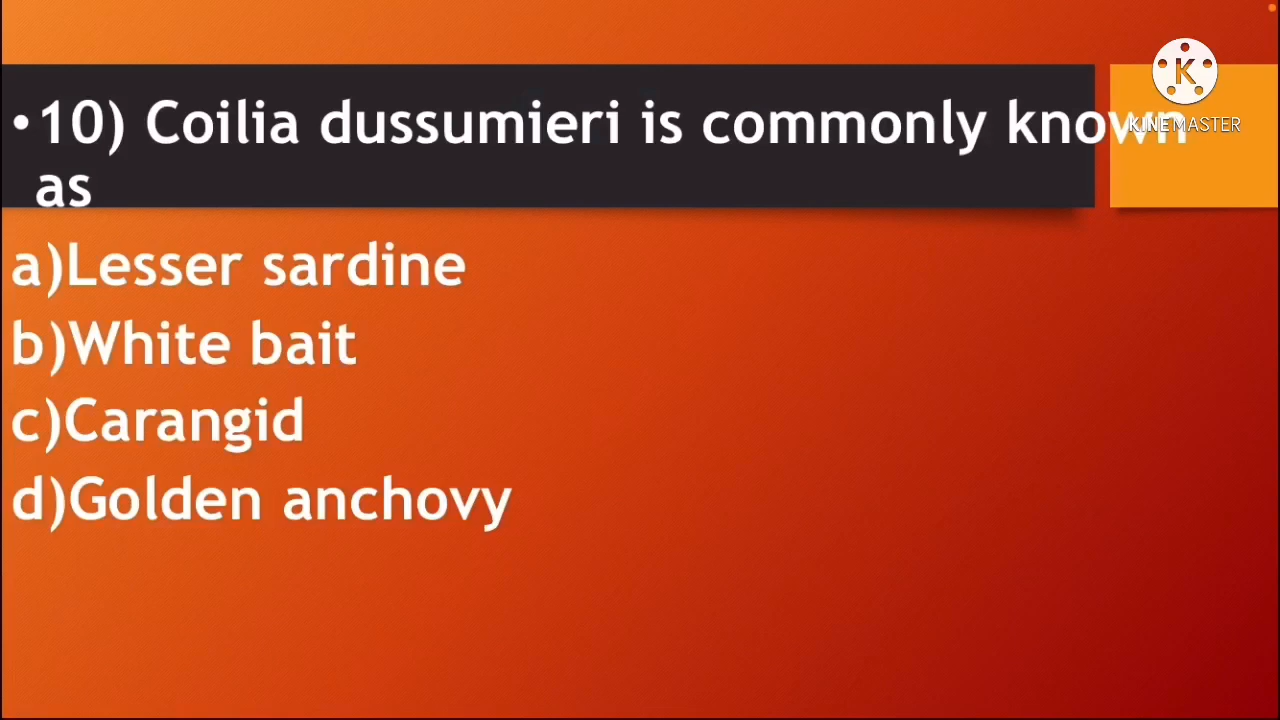 •10) Coilia dussumieri is commonly known
as
a)Lesser sardine
b)White bait
c)Carangid
d)Golden anchovy
K
KINEMASTER